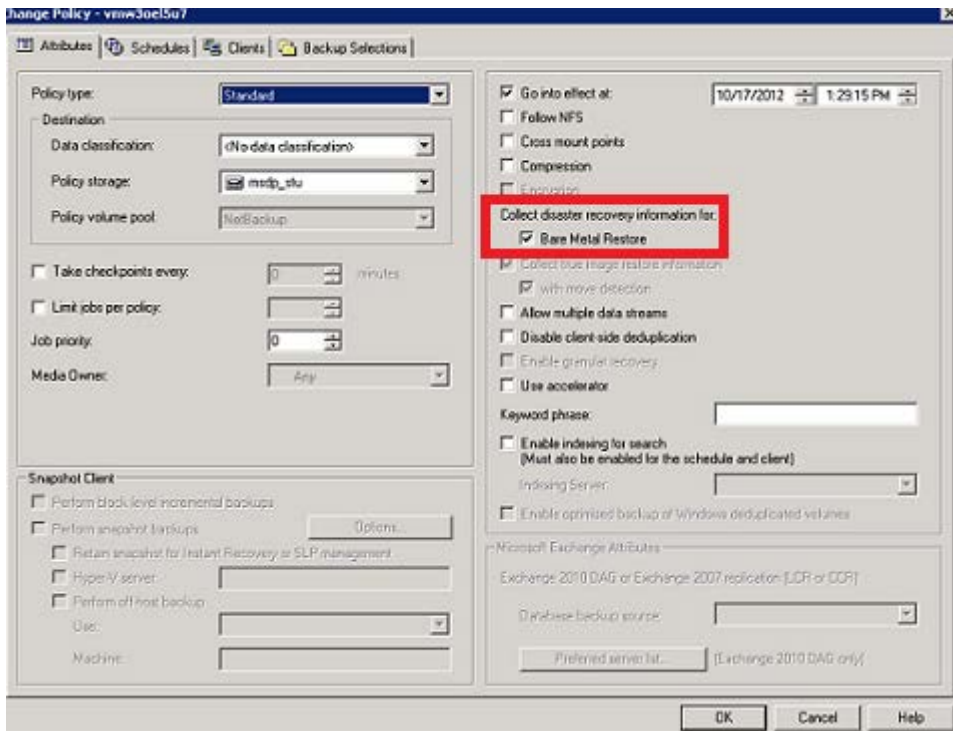 Change Policy - vmw3oel5u7
Attributes Schedules Clients Backup Selections
Policy type: Standard
Destination
Data classification: <No data classification>
Policy storage: msdp_stu
Policy volume pool: NetBackup
Take checkpoints every: 0 minutes
Limit jobs per policy:
Job priority: 0
Media Owner: Any
Snapshot Client
Perform block level incremental backups
Perform snapshot backups Options...
Retain snapshot for Instant Recovery or SLP management
Hyper-V server:
Perform off-host backup
Use:
Machine:
Go into effect at: 10/17/2012 1:29:15 PM
Follow NFS
Cross mount points
Compression
Encryption
Collect disaster recovery information for:
Bare Metal Restore
Collect true image restore information
with move detection
Allow multiple data streams
Disable client-side deduplication
Enable granular recovery
Use accelerator
Keyword phrase:
Enable indexing for search
(Must also be enabled for the schedule and client)
Indexing Server:
Enable optimized backup of Windows deduplicated volumes
Microsoft Exchange Attributes
Exchange 2010 DAG or Exchange 2007 replication (LCR or CCR)
Database backup source:
Preferred server list... (Exchange 2010 DAG only)
OK Cancel Help